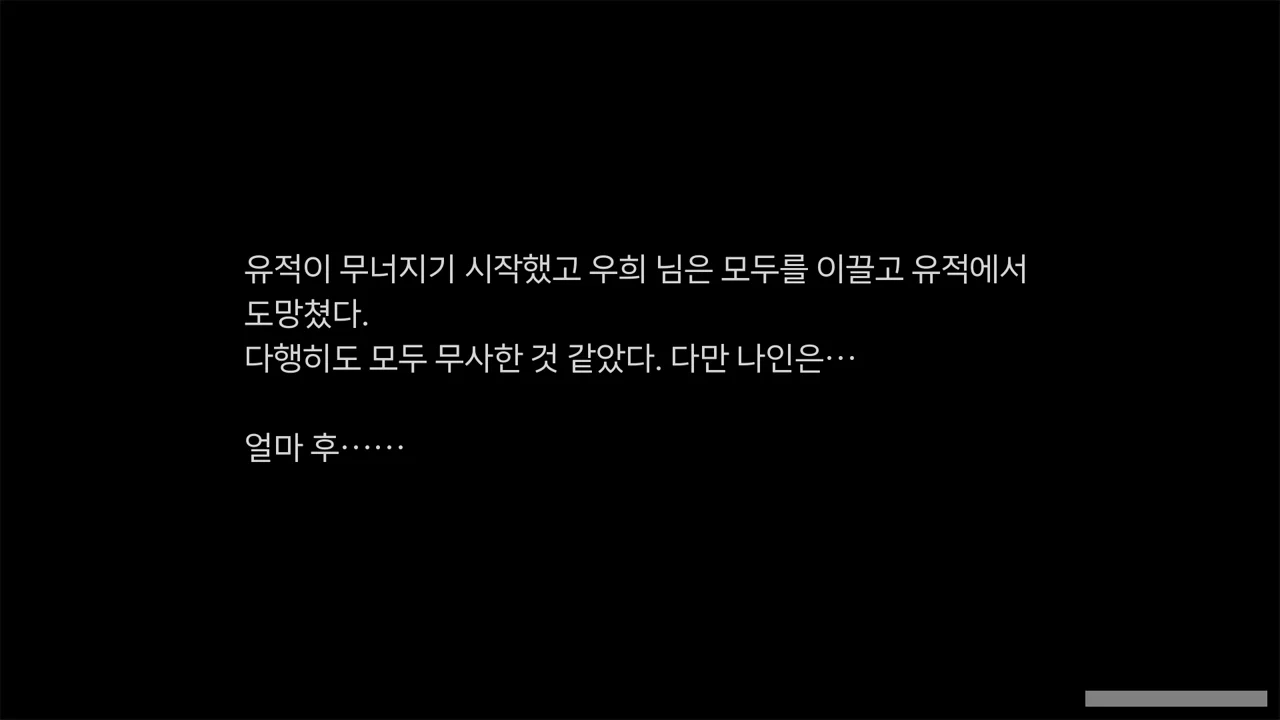 유적이 무너지기 시작했고 우희 님은 모두를 이끌고 유적에서
도망쳤다.
다행히도 모두 무사한 것 같았다. 다만 나인은…
얼마 후……